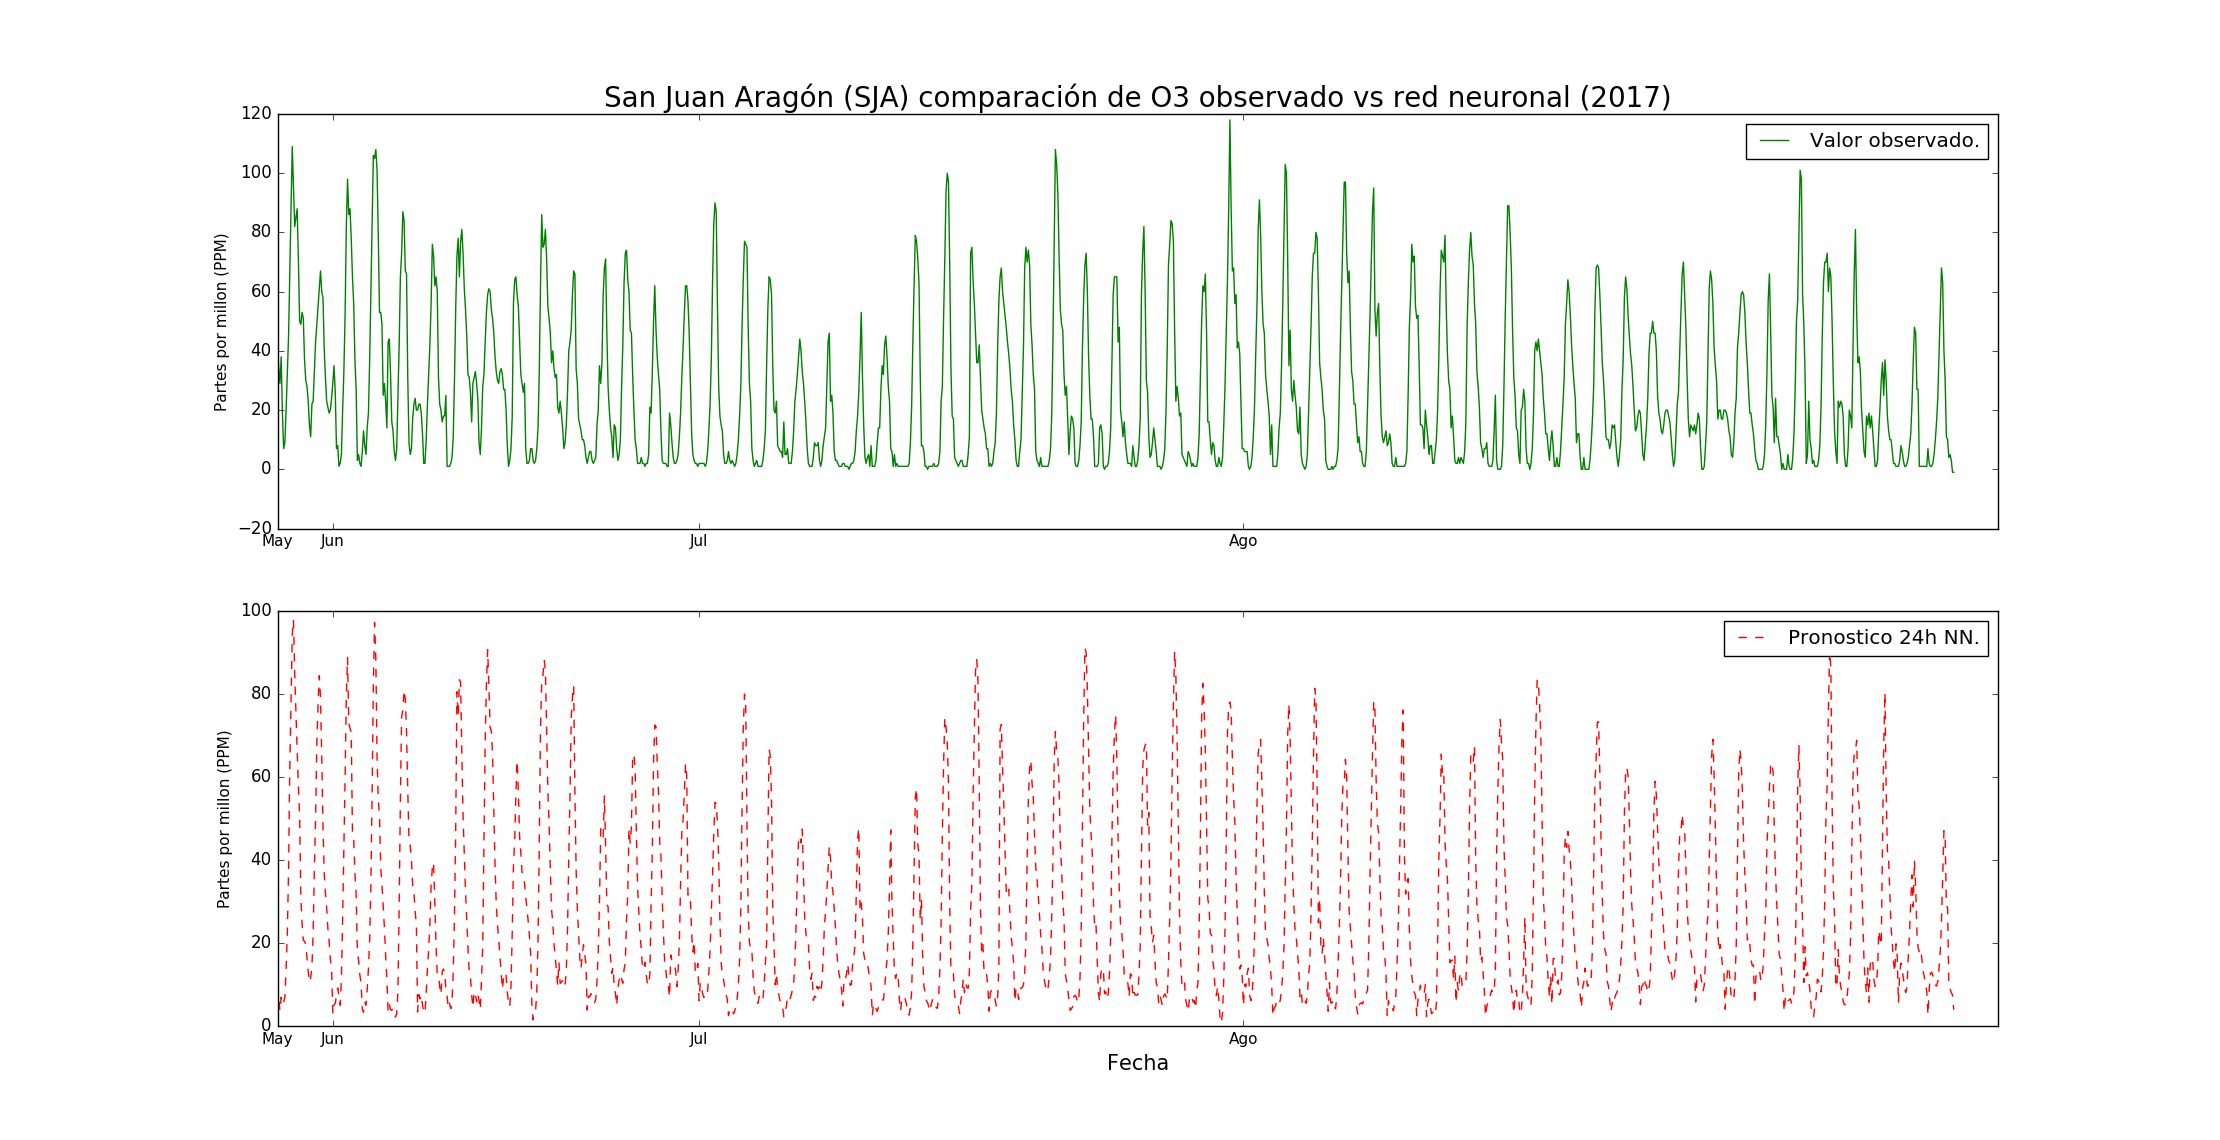 San Juan Aragón (SJA) comparación de O3 observado vs red neuronal (2017)
120
100
80
60
40
20
0
−20
Partes por millon (PPM)
Valor observado.
May Jun Jul Ago
100
80
60
40
20
0
Partes por millon (PPM)
Pronostico 24h NN.
May Jun Jul Ago
Fecha